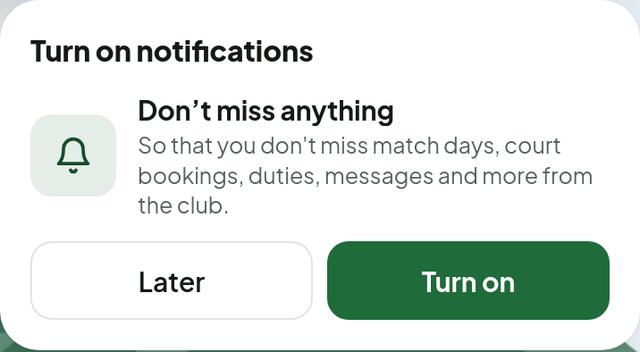 Turn on notifications
Don’t miss anything
So that you don't miss match days, court
bookings, duties, messages and more from
the club.
Later
Turn on